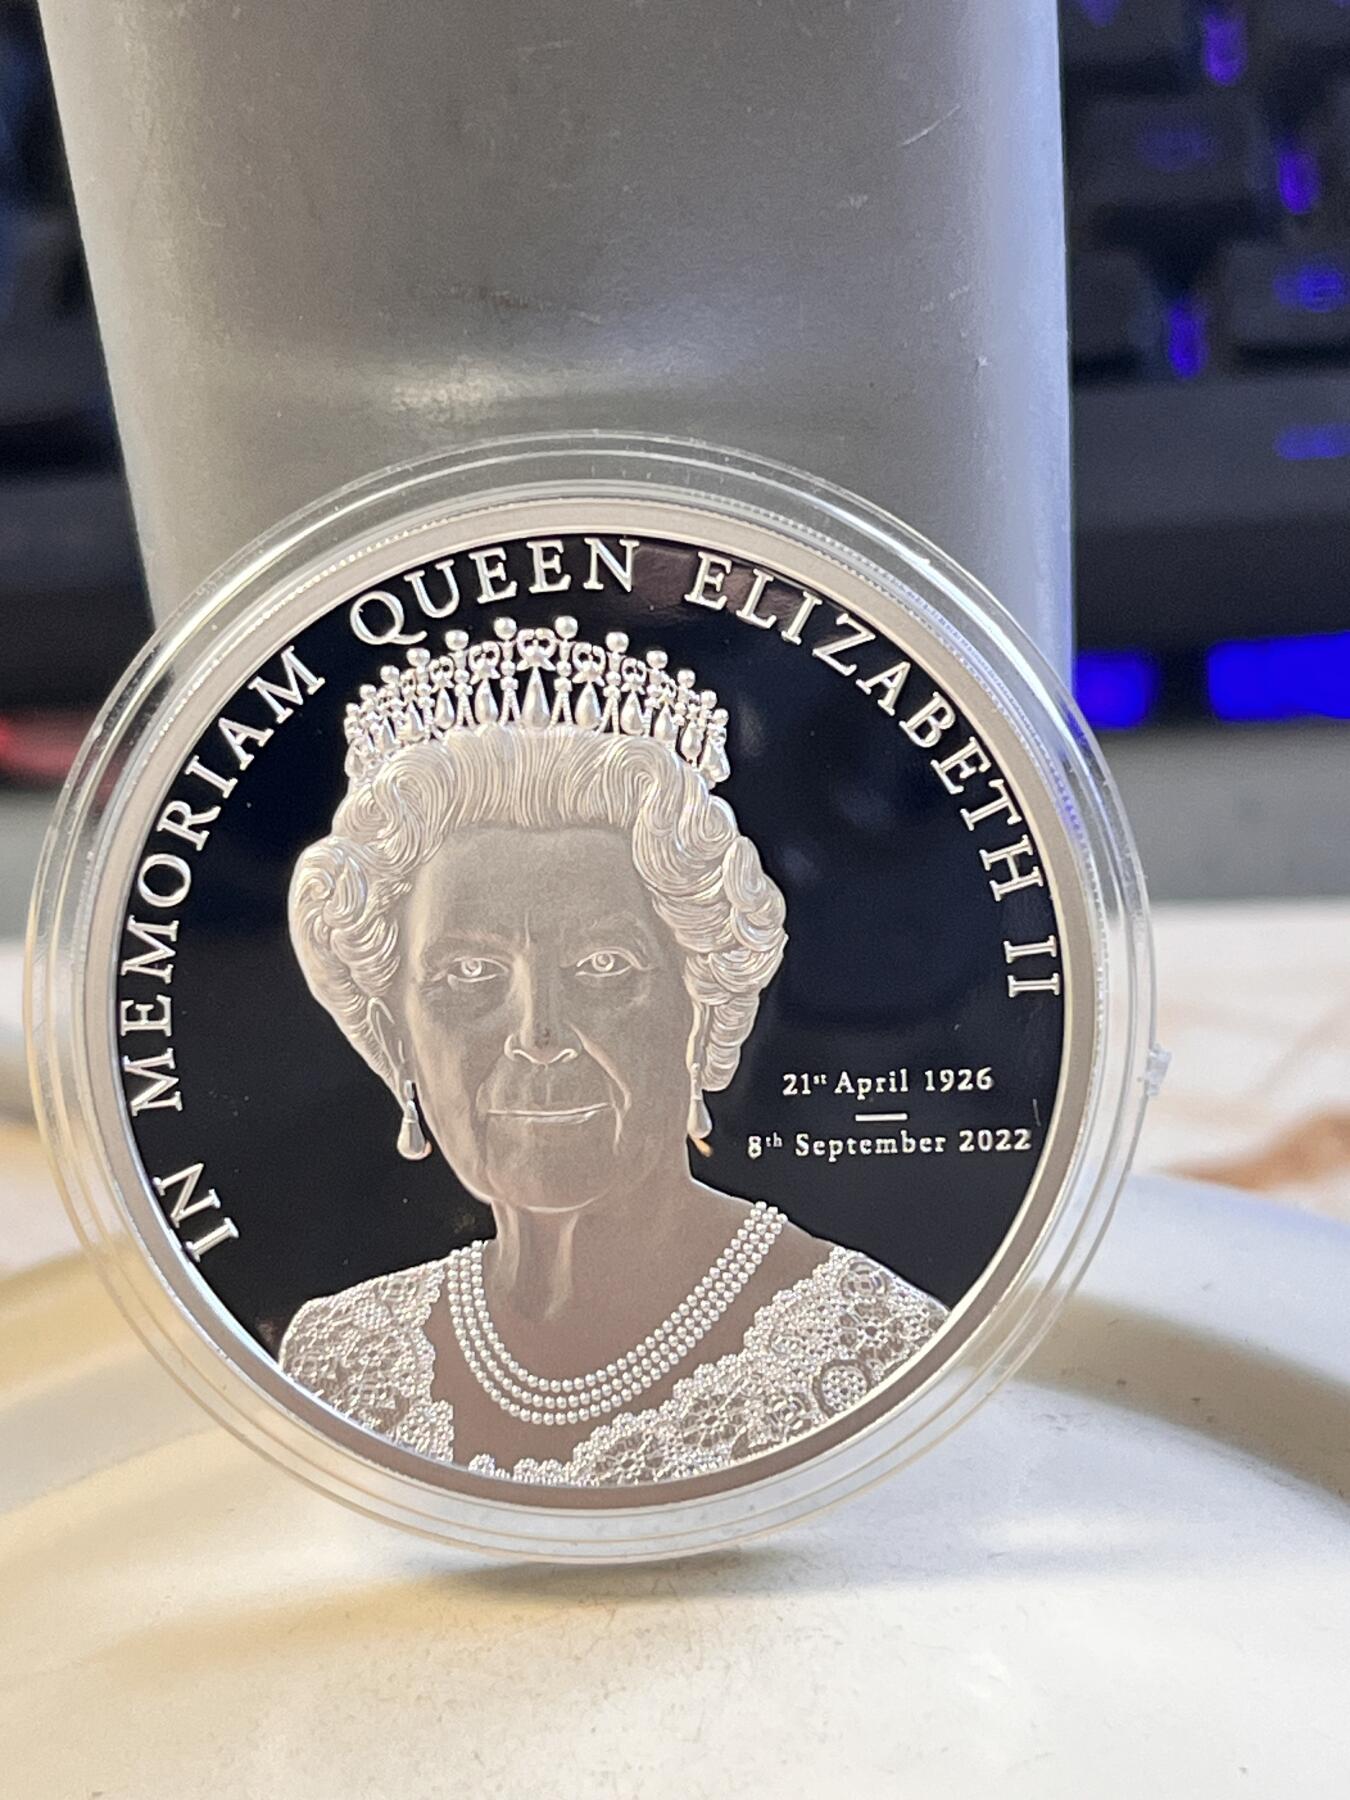 IN MEMORIAM QUEEN ELIZABETH II
21st April 1926
8th September 2022